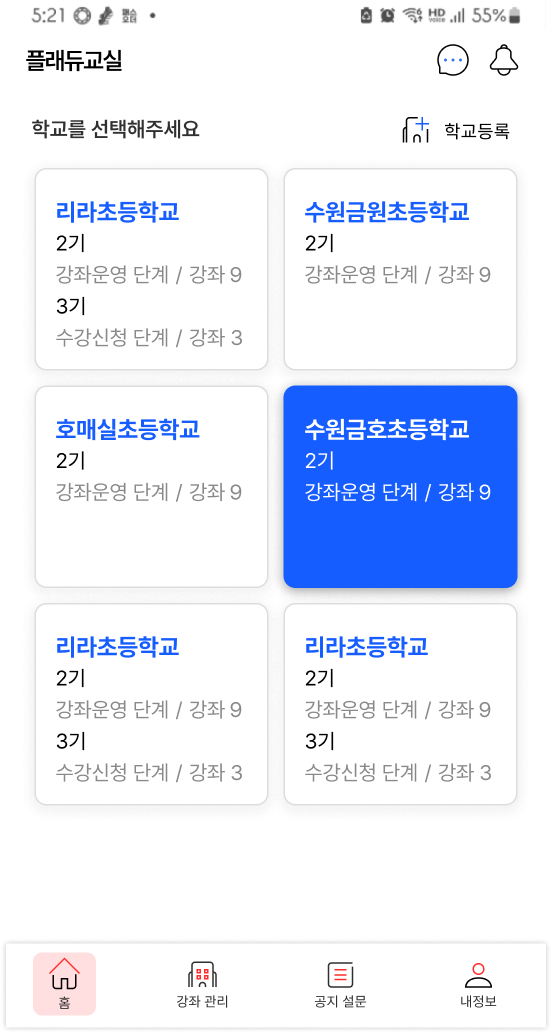 5:21
HD
voice
55%
플래듀교실
학교를 선택해주세요
학교등록
리라초등학교
2기
강좌운영 단계 / 강좌 9
3기
수강신청 단계 / 강좌 3
수원금원초등학교
2기
강좌운영 단계 / 강좌 9
호매실초등학교
2기
강좌운영 단계 / 강좌 9
수원금호초등학교
2기
강좌운영 단계 / 강좌 9
리라초등학교
2기
강좌운영 단계 / 강좌 9
3기
수강신청 단계 / 강좌 3
리라초등학교
2기
강좌운영 단계 / 강좌 9
3기
수강신청 단계 / 강좌 3
홈
강좌 관리
공지 설문
내정보